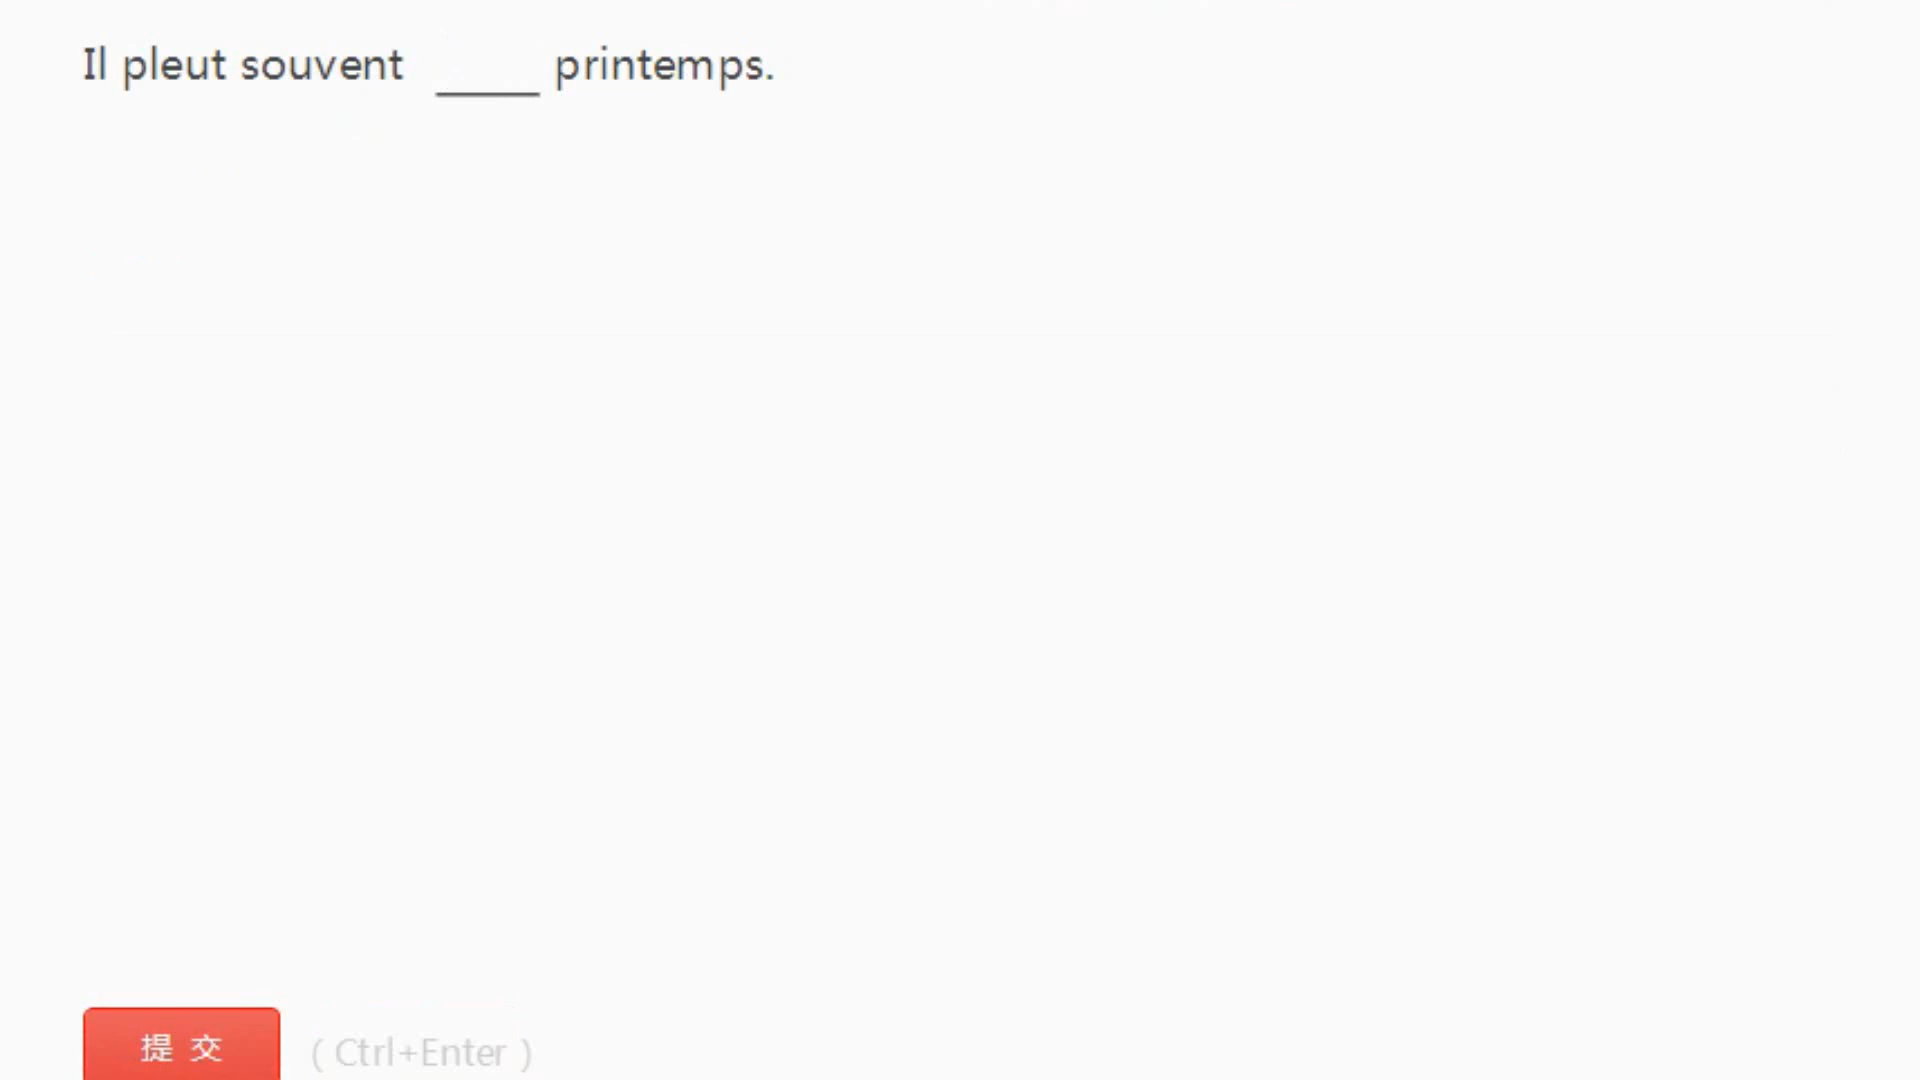 Il pleut souvent _____ printemps.
提 交 ( Ctrl+Enter )